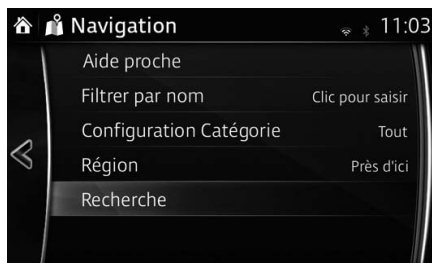 Navigation 11:03
Aide proche
Filtrer par nom Clic pour saisir
Configuration Catégorie Tout
Région Près d'ici
Recherche